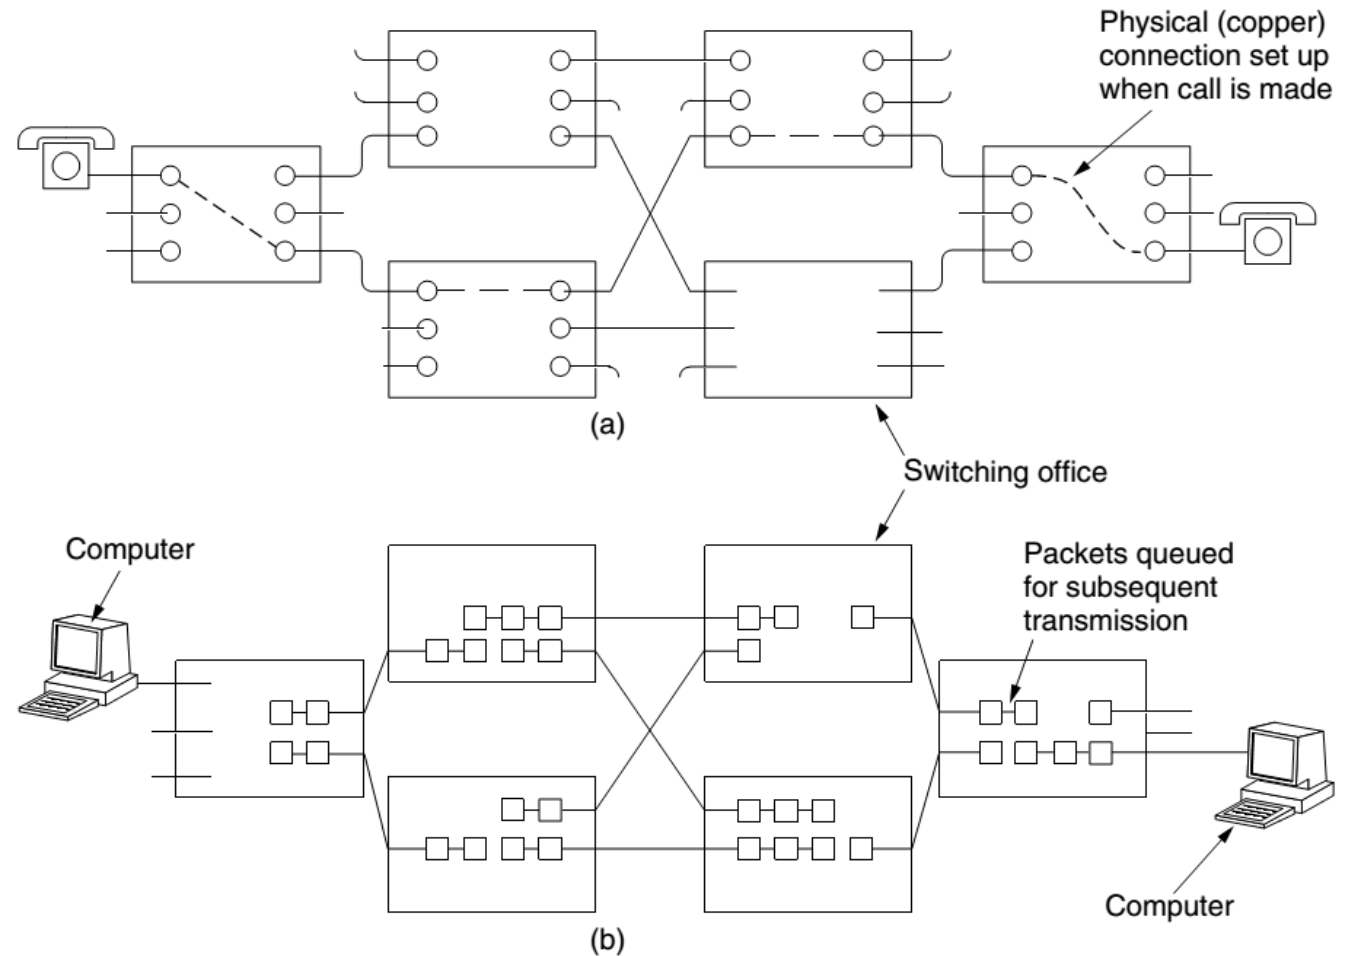 Physical (copper)
connection set up
when call is made
(a)
Switching office
Computer
Packets queued
for subsequent
transmission
Computer
(b)